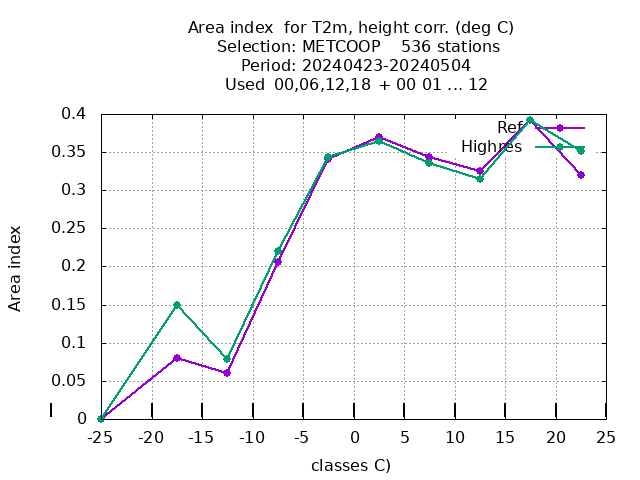 Area index  for T2m, height corr. (deg C)
Selection: METCOOP    536 stations
Period: 20240423-20240504
Used  00,06,12,18 + 00 01 ... 12
0.4
0.35
0.3
0.25
0.2
0.15
0.1
0.05
0
Area index
Ref
Highres
-25 -20 -15 -10 -5 0 5 10 15 20 25
classes C)